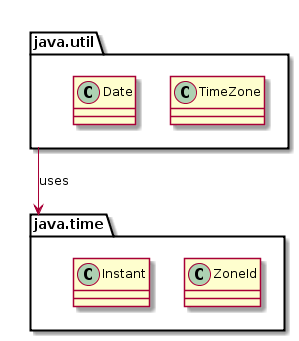 java.util
C Date
C TimeZone
uses
java.time
C Instant
C ZoneId